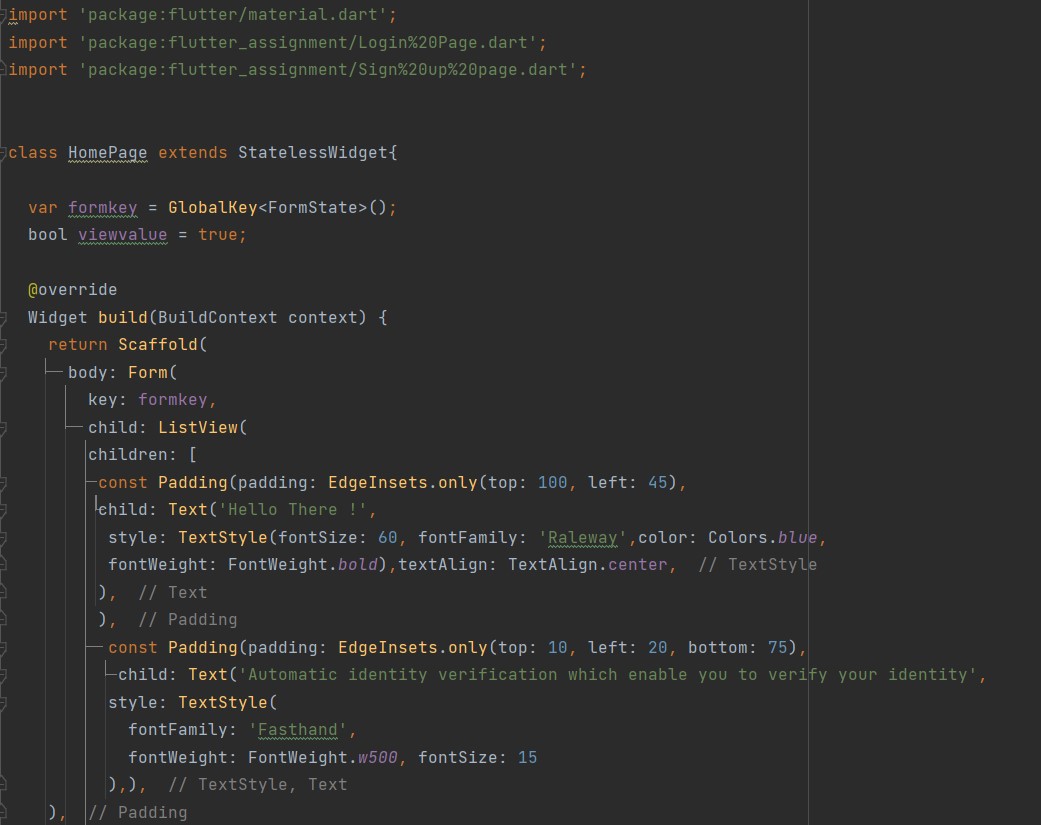 import 'package:flutter/material.dart';
import 'package:flutter_assignment/Login%20Page.dart';
import 'package:flutter_assignment/Sign%20up%20page.dart';
class HomePage extends StatelessWidget{
var formkey = GlobalKey<FormState>();
bool viewvalue = true;
@override
Widget build(BuildContext context) {
return Scaffold(
body: Form(
key: formkey,
child: ListView(
children: [
const Padding(padding: EdgeInsets.only(top: 100, left: 45),
child: Text('Hello There !',
style: TextStyle(fontSize: 60, fontFamily: 'Raleway',color: Colors.blue,
fontWeight: FontWeight.bold),textAlign: TextAlign.center, // TextStyle
), // Text
), // Padding
const Padding(padding: EdgeInsets.only(top: 10, left: 20, bottom: 75),
child: Text('Automatic identity verification which enable you to verify your identity',
style: TextStyle(
fontFamily: 'Fasthand',
fontWeight: FontWeight.w500, fontSize: 15
),), // TextStyle, Text
), // Padding